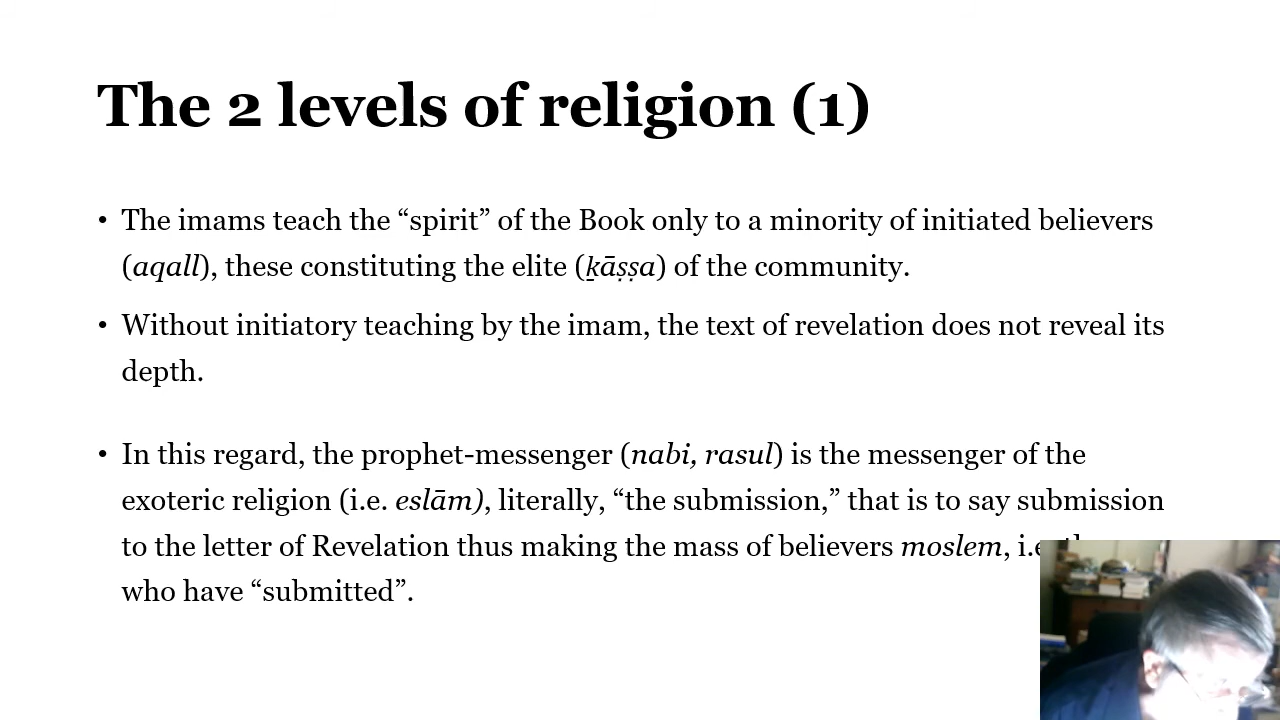 The 2 levels of religion (1)
• The imams teach the “spirit” of the Book only to a minority of initiated believers
(aqall), these constituting the elite (ḵāṣṣa) of the community.
• Without initiatory teaching by the imam, the text of revelation does not reveal its
depth.
• In this regard, the prophet-messenger (nabi, rasul) is the messenger of the
exoteric religion (i.e. eslām), literally, “the submission,” that is to say submission
to the letter of Revelation thus making the mass of believers moslem,
who have “submitted”.